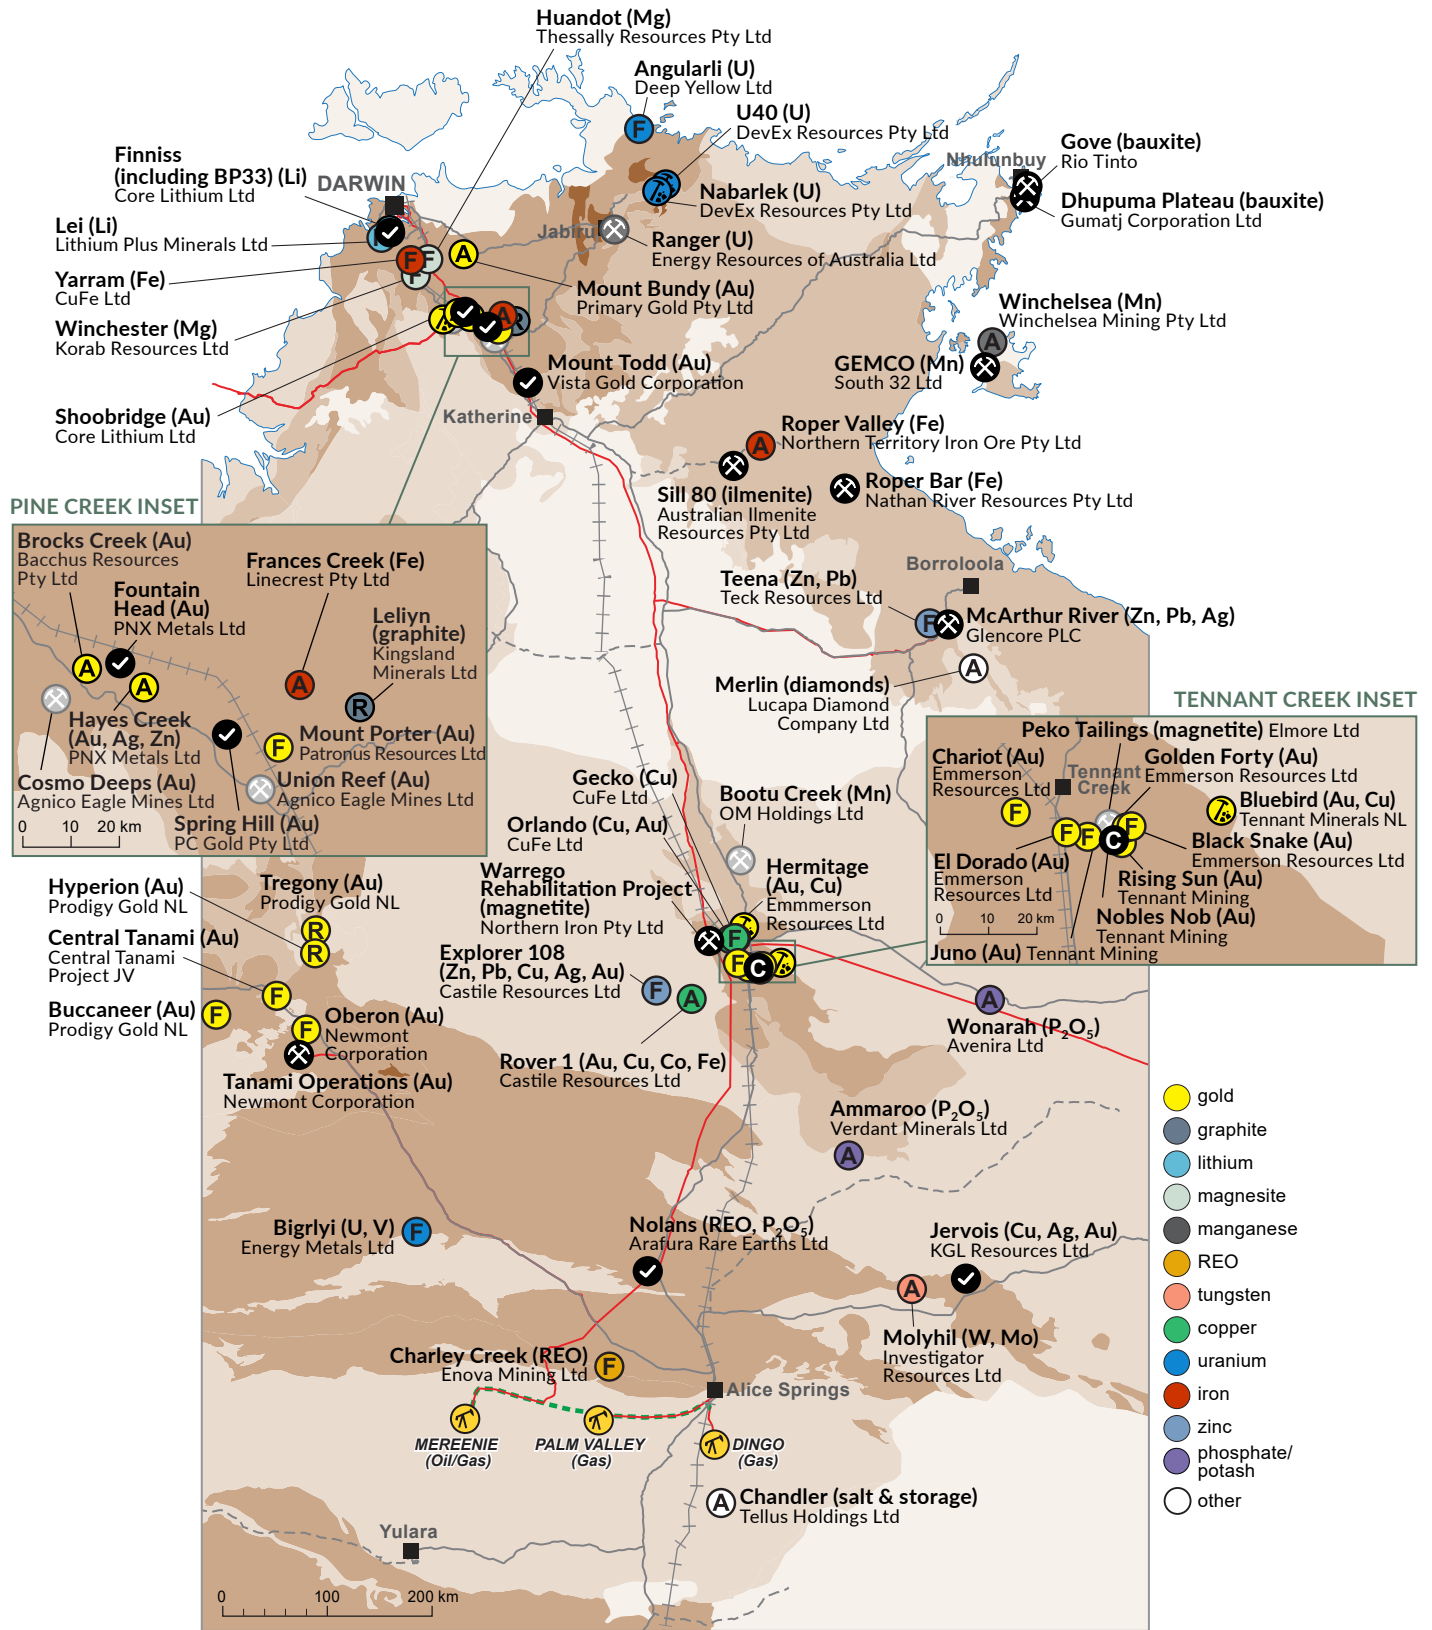 Huandot (Mg)
Thessally Resources Pty Ltd
Angularli (U)
Deep Yellow Ltd
U40 (U)
DevEx Resources Pty Ltd
Finniss
(including BP33) (Li)
Core Lithium Ltd
DARWIN
Nhulunbuy
Gove (bauxite)
Rio Tinto
Nabarlek (U)
DevEx Resources Pty Ltd
Dhupuma Plateau (bauxite)
Gumatj Corporation Ltd
Lei (Li)
Lithium Plus Minerals Ltd
Jabiru
Ranger (U)
Energy Resources of Australia Ltd
Yarram (Fe)
CuFe Ltd
Mount Bundy (Au)
Primary Gold Pty Ltd
Winchelsea (Mn)
Winchelsea Mining Pty Ltd
Winchester (Mg)
Korab Resources Ltd
GEMCO (Mn)
South 32 Ltd
Mount Todd (Au)
Vista Gold Corporation
Shoobridge (Au)
Core Lithium Ltd
Katherine
Roper Valley (Fe)
Northern Territory Iron Ore Pty Ltd
Sill 80 (ilmenite)
Australian Ilmenite
Resources Pty Ltd
Roper Bar (Fe)
Nathan River Resources Pty Ltd
PINE CREEK INSET
Brocks Creek (Au)
Bacchus Resources
Pty Ltd
Fountain
Head (Au)
PNX Metals Ltd
Frances Creek (Fe)
Linecrest Pty Ltd
Leliyn
(graphite)
Kingsland
Minerals Ltd
A
A
A
R
Hayes Creek
(Au, Ag, Zn)
PNX Metals Ltd
F
Mount Porter (Au)
Patronus Resources Ltd
Cosmo Deeps (Au)
Agnico Eagle Mines Ltd
Union Reef (Au)
Agnico Eagle Mines Ltd
Spring Hill (Au)
PC Gold Pty Ltd
0 10 20 km
Borroloola
Teena (Zn, Pb)
Teck Resources Ltd
McArthur River (Zn, Pb, Ag)
Glencore PLC
Merlin (diamonds)
Lucapa Diamond
Company Ltd
TENNANT CREEK INSET
Peko Tailings (magnetite) Elmore Ltd
Chariot (Au)
Emmerson
Resources Ltd
Tennant
Creek
Golden Forty (Au)
Emmerson Resources Ltd
Bluebird (Au, Cu)
Tennant Minerals NL
F
F
F
F
C
Black Snake (Au)
Emmerson Resources Ltd
El Dorado (Au)
Emmerson
Resources Ltd
Rising Sun (Au)
Tennant Mining
Nobles Nob (Au)
Tennant Mining
0 10 20 km
Juno (Au) Tennant Mining
Gecko (Cu)
CuFe Ltd
Bootu Creek (Mn)
OM Holdings Ltd
Orlando (Cu, Au)
CuFe Ltd
Warrego
Rehabilitation Project
(magnetite)
Northern Iron Pty Ltd
Hermitage
(Au, Cu)
Emmmerson
Resources Ltd
Hyperion (Au)
Prodigy Gold NL
Tregony (Au)
Prodigy Gold NL
R
R
Central Tanami (Au)
Central Tanami
Project JV
Explorer 108
(Zn, Pb, Cu, Ag, Au)
Castile Resources Ltd
Buccaneer (Au)
Prodigy Gold NL
Oberon (Au)
Newmont
Corporation
Wonarah (P2O5)
Avenira Ltd
Rover 1 (Au, Cu, Co, Fe)
Castile Resources Ltd
Tanami Operations (Au)
Newmont Corporation
Ammaroo (P2O5)
Verdant Minerals Ltd
A
Bigrlyi (U, V)
Energy Metals Ltd
F
Nolans (REO, P2O5)
Arafura Rare Earths Ltd
Jervois (Cu, Ag, Au)
KGL Resources Ltd
A
Molyhil (W, Mo)
Investigator
Resources Ltd
Charley Creek (REO)
Enova Mining Ltd
F
Alice Springs
MEREENIE
(Oil/Gas)
PALM VALLEY
(Gas)
DINGO
(Gas)
A
Chandler (salt & storage)
Tellus Holdings Ltd
Yulara
0 100 200 km
gold
graphite
lithium
magnesite
manganese
REO
tungsten
copper
uranium
iron
zinc
phosphate/
potash
other